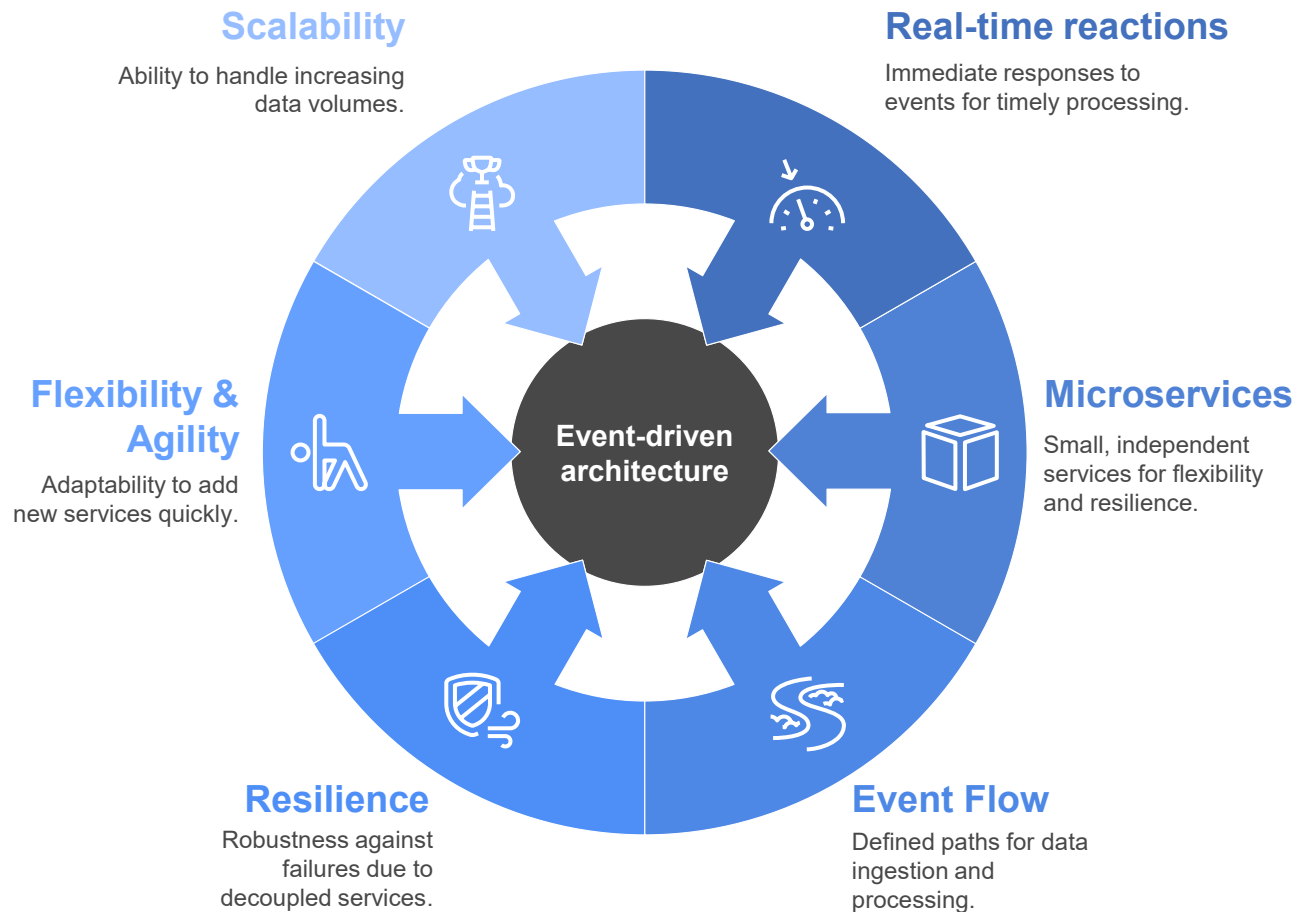 Scalability
Ability to handle increasing
data volumes.
Real-time reactions
Immediate responses to
events for timely processing.
Flexibility &
Agility
Adaptability to add
new services quickly.
Event-driven
architecture
Microservices
Small, independent
services for flexibility
and resilience.
Resilience
Robustness against
failures due to
decoupled services.
Event Flow
Defined paths for data
ingestion and
processing.